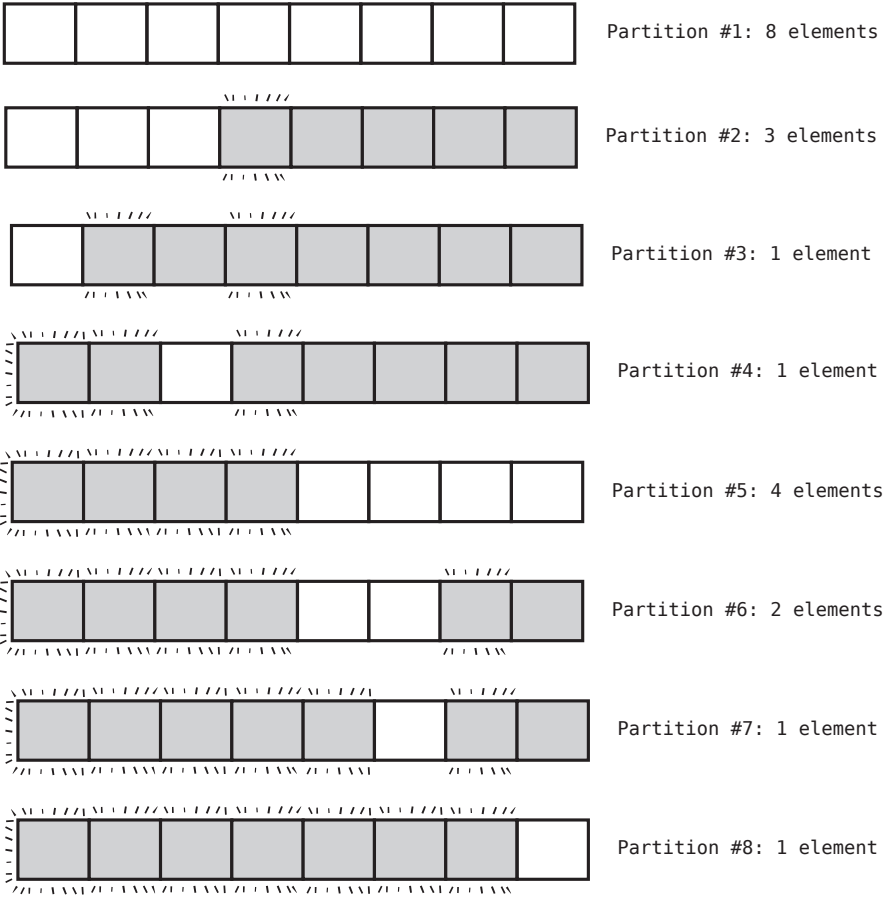 Partition #1: 8 elements
Partition #2: 3 elements
Partition #3: 1 element
Partition #4: 1 element
Partition #5: 4 elements
Partition #6: 2 elements
Partition #7: 1 element
Partition #8: 1 element